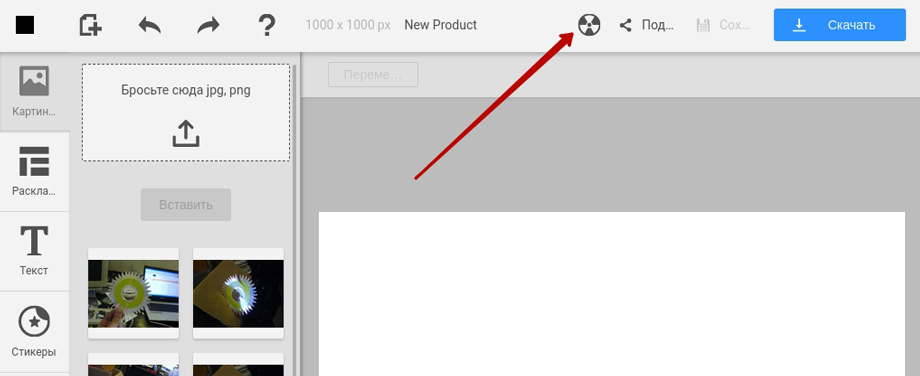 1000 x 1000 px New Product Под... Сох... Скачать
Переме...
Бросьте сюда jpg, png
Картин...
Раскла...
Вставить
Текст
Стикеры